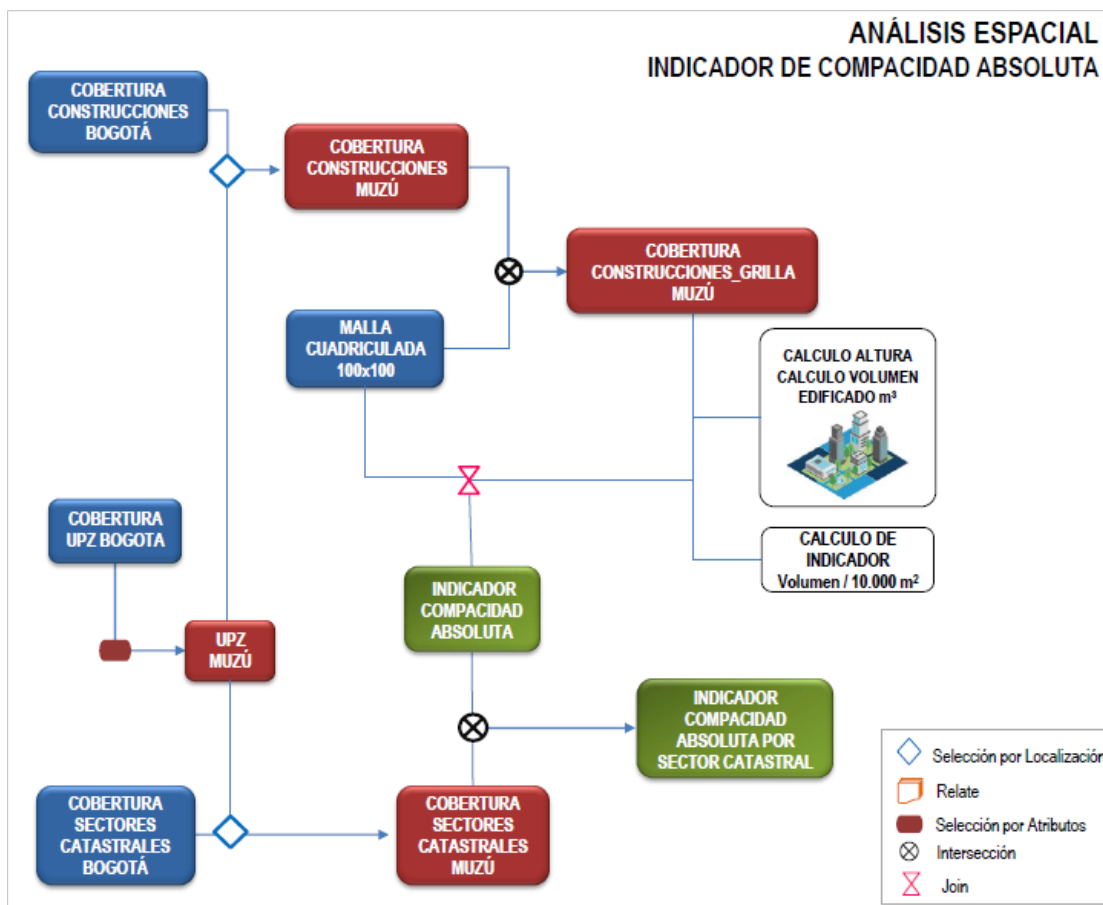 ANÁLISIS ESPACIAL
INDICADOR DE COMPACIDAD ABSOLUTA
COBERTURA
CONSTRUCCIONES
BOGOTÁ
COBERTURA
CONSTRUCCIONES
MUZÚ
COBERTURA
CONSTRUCCIONES_GRILLA
MUZÚ
MALLA
CUADRICULADA
100x100
CALCULO ALTURA
CALCULO VOLUMEN
EDIFICADO m³
COBERTURA
UPZ BOGOTA
CALCULO DE
INDICADOR
Volumen / 10.000 m²
INDICADOR
COMPACIDAD
ABSOLUTA
UPZ
MUZÚ
INDICADOR
COMPACIDAD
ABSOLUTA POR
SECTOR CATASTRAL
COBERTURA
SECTORES
CATASTRALES
BOGOTÁ
COBERTURA
SECTORES
CATASTRALES
MUZÚ
Selección por Localización
Relate
Selección por Atributos
Intersección
Join